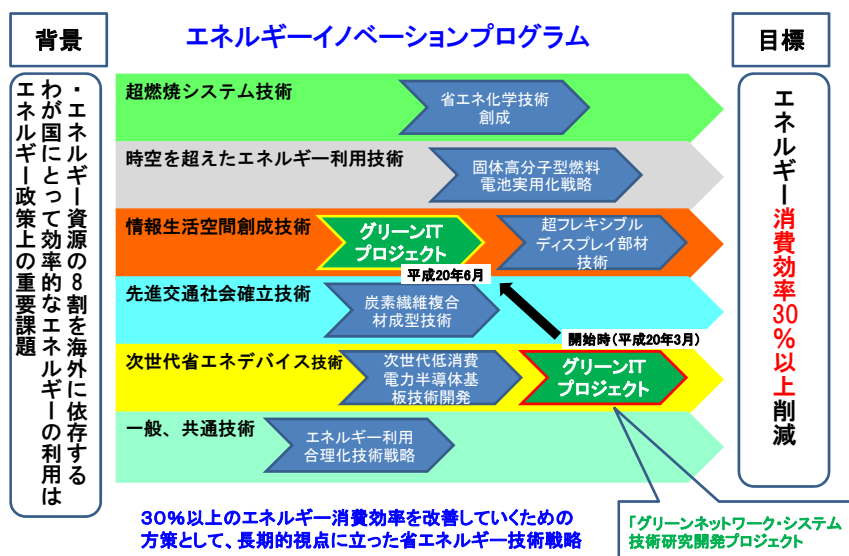 背景
エネルギーイノベーションプログラム
目標
・エネルギー資源の8割を海外に依存する
わが国にとって効率的なエネルギーの利用は
エネルギー政策上の重要課題
超燃焼システム技術
省エネ化学技術
創成
時空を超えたエネルギー利用技術
固体高分子型燃料
電池実用化戦略
情報生活空間創成技術
グリーンIT
プロジェクト
超フレキシブル
ディスプレイ部材
技術
平成20年6月
先進交通社会確立技術
炭素繊維複合
材成型技術
開始時(平成20年3月)
次世代省エネデバイス技術
次世代低消費
電力半導体基
板技術開発
グリーンIT
プロジェクト
一般、共通技術
エネルギー利用
合理化技術戦略
エネルギー消費効率30%以上削減
30%以上のエネルギー消費効率を改善していくための
方策として、長期的視点に立った省エネルギー技術戦略
「グリーンネットワーク・システム
技術研究開発プロジェクト